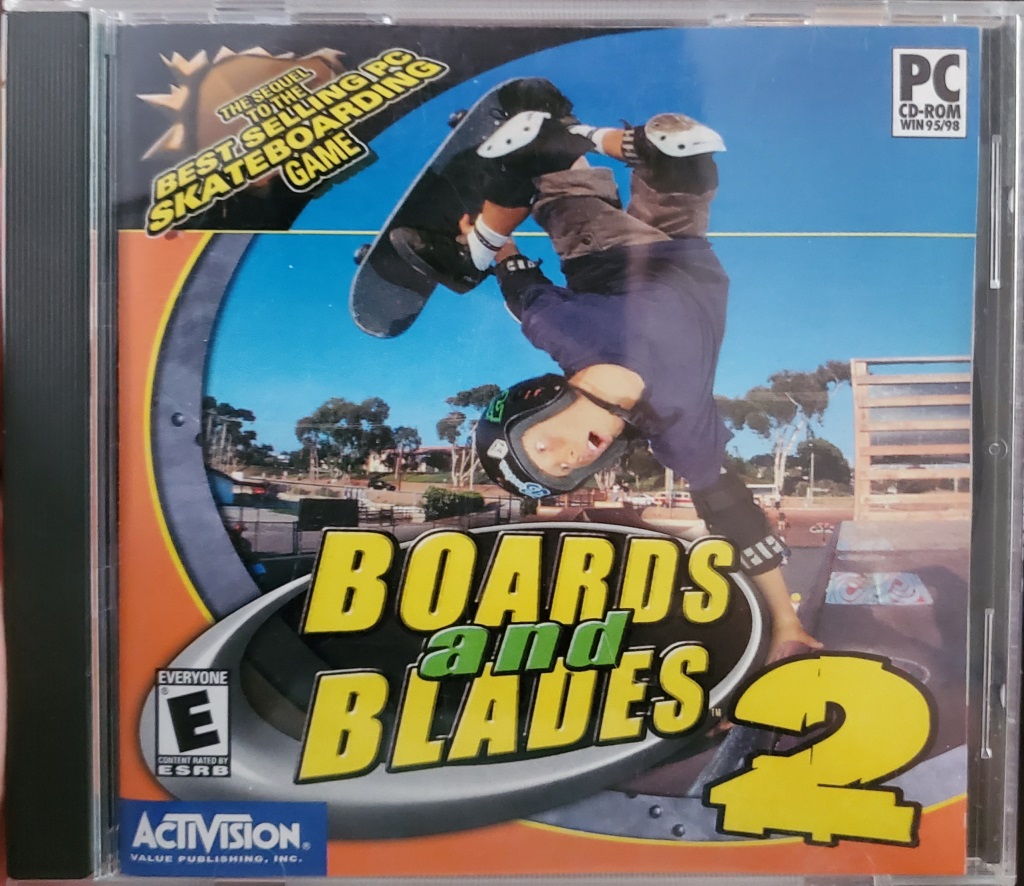 THE SEQUEL
TO THE
BEST SELLING PC
SKATEBOARDING
GAME
PC
CD-ROM
WIN 95/98
BOARDS
and
BLADES™
2
EVERYONE
E®
CONTENT RATED BY
ESRB
ACTIVISION®
VALUE PUBLISHING, INC.